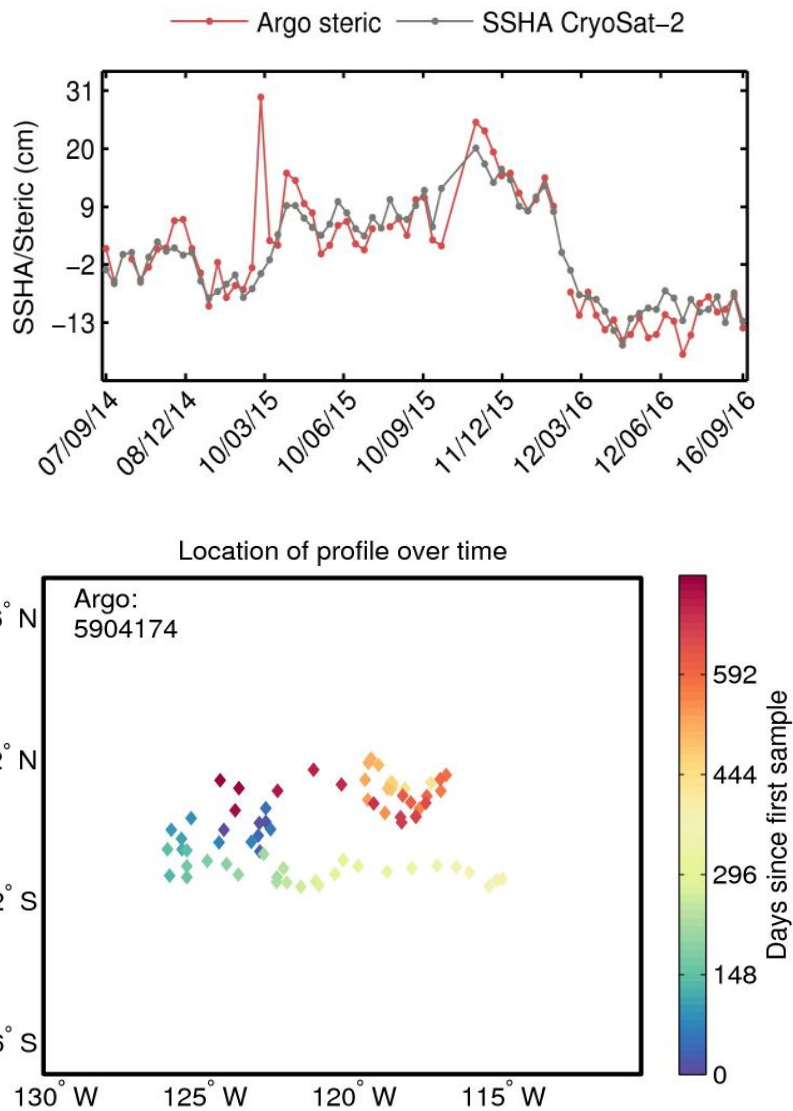 Argo steric SSHA CryoSat–2
SSHA/Steric (cm)
31
20
9
−2
−13
07/09/14 08/12/14 10/03/15 10/06/15 10/09/15 11/12/15 12/03/16 12/06/16 16/09/16
Location of profile over time
Argo:
5904174
° N
° N
° S
° S
130° W 125° W 120° W 115° W
592
444
296
148
0
Days since first sample